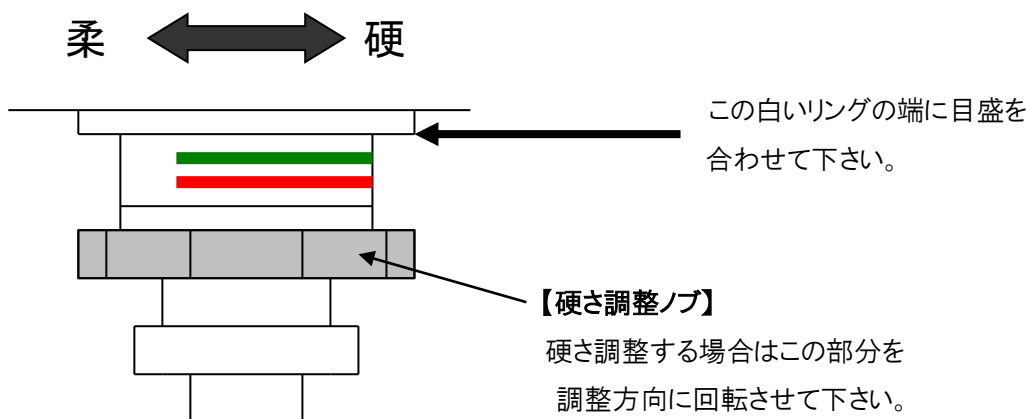 柔 硬
この白いリングの端に目盛を
合わせて下さい。
【硬さ調整ノブ】
硬さ調整する場合はこの部分を
調整方向に回転させて下さい。